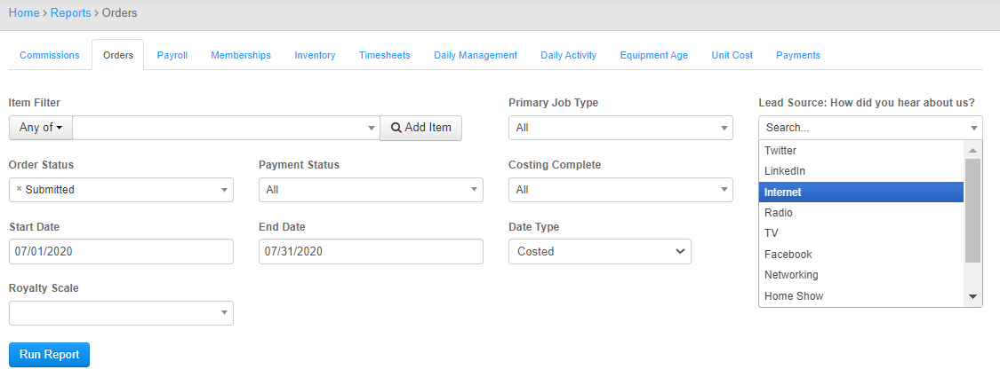 Home > Reports > Orders
Commissions Orders Payroll Memberships Inventory Timesheets Daily Management Daily Activity Equipment Age Unit Cost Payments
Item Filter Primary Job Type Lead Source: How did you hear about us?
Any of Add Item All Search...
Twitter
Order Status Payment Status Costing Complete LinkedIn
× Submitted All All Internet
Radio
Start Date End Date Date Type TV
07/01/2020 07/31/2020 Costed Facebook
Networking
Royalty Scale Home Show
Run Report